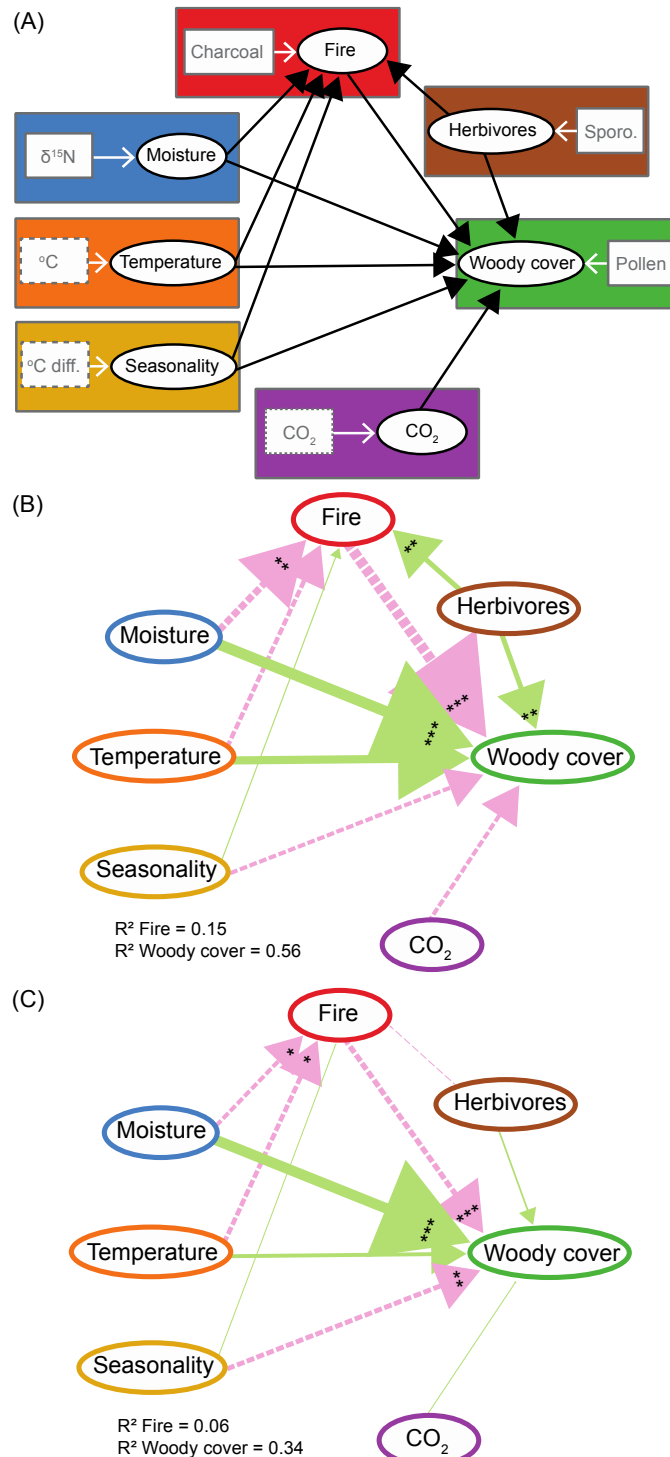 (A)
Charcoal
Fire
δ¹⁵N
Moisture
Herbivores
Sporo.
°C
Temperature
Woody cover
Pollen
°C diff.
Seasonality
CO₂
CO₂
(B)
Fire
**
**
Herbivores
Moisture
***
***
**
Temperature
Woody cover
Seasonality
R² Fire = 0.15
R² Woody cover = 0.56
CO₂
(C)
Fire
*
*
Herbivores
Moisture
***
***
Temperature
Woody cover
**
Seasonality
R² Fire = 0.06
R² Woody cover = 0.34
CO₂